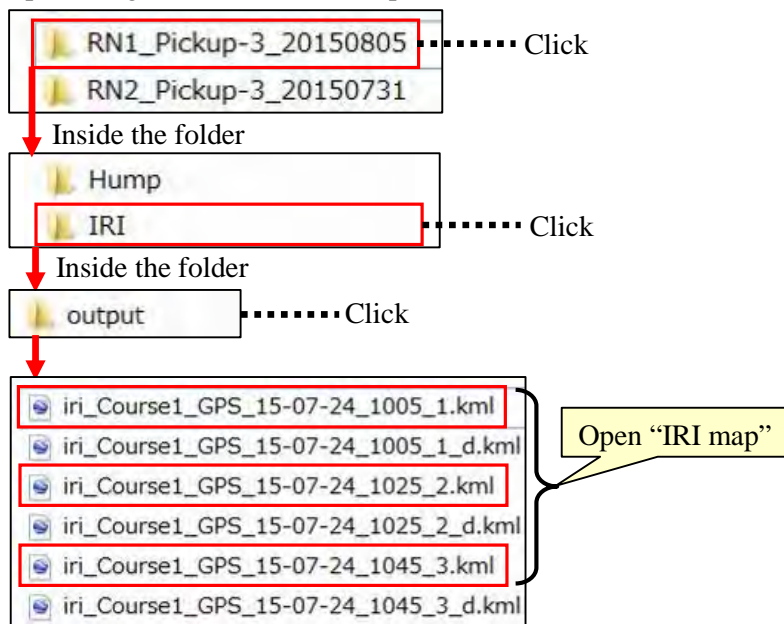 RN1_Pickup-3_20150805 Click
RN2_Pickup-3_20150731
Inside the folder
Hump
IRI Click
Inside the folder
output Click
iri_Course1_GPS_15-07-24_1005_1.kml
iri_Course1_GPS_15-07-24_1005_1_d.kml
Open “IRI map”
iri_Course1_GPS_15-07-24_1025_2.kml
iri_Course1_GPS_15-07-24_1025_2_d.kml
iri_Course1_GPS_15-07-24_1045_3.kml
iri_Course1_GPS_15-07-24_1045_3_d.kml